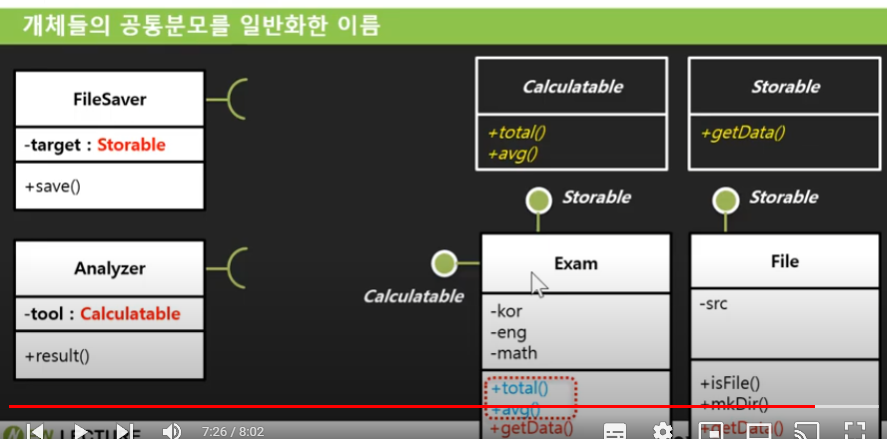 개체들의 공통분모를 일반화한 이름
FileSaver
-target : Storable
+save()
Analyzer
-tool : Calculatable
+result()
Calculatable
+total()
+avg()
Storable
+getData()
Storable
Storable
Calculatable
Exam
-kor
-eng
-math
+total()
+avg()
+getData()
File
-src
+isFile()
+mkDir()
+getData()
LECTURE
7:26 / 8:02